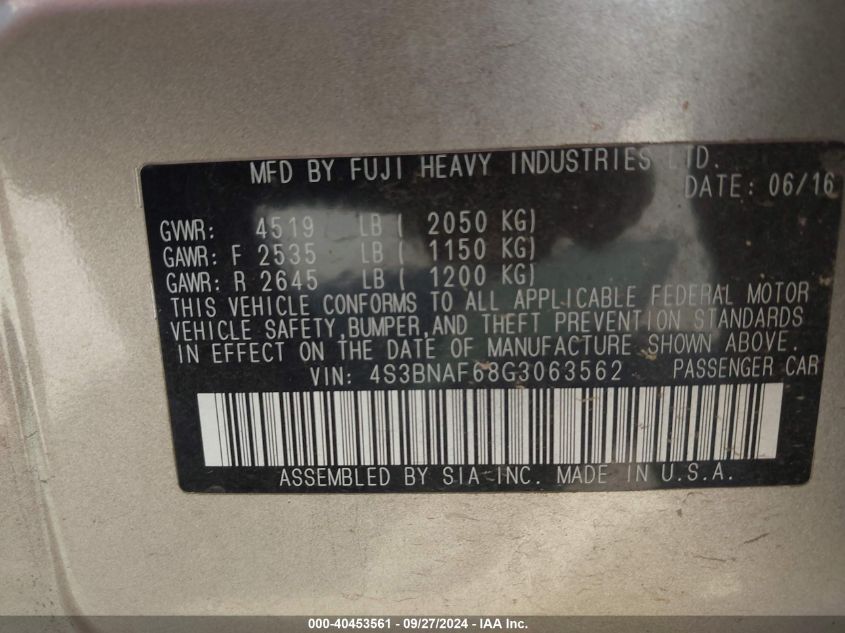 MFD BY FUJI HEAVY INDUSTRIES LTD.
DATE: 06/16
GVWR: 4519 LB ( 2050 KG)
GAWR: F 2535 LB ( 1150 KG)
GAWR: R 2645 LB ( 1200 KG)
THIS VEHICLE CONFORMS TO ALL APPLICABLE FEDERAL MOTOR
VEHICLE SAFETY,BUMPER,AND THEFT PREVENTION STANDARDS
IN EFFECT ON THE DATE OF MANUFACTURE SHOWN ABOVE.
VIN: 4S3BNAF68G3063562 PASSENGER CAR
ASSEMBLED BY SIA INC. MADE IN U.S.A.
000-40453561 - 09/27/2024 - IAA Inc.